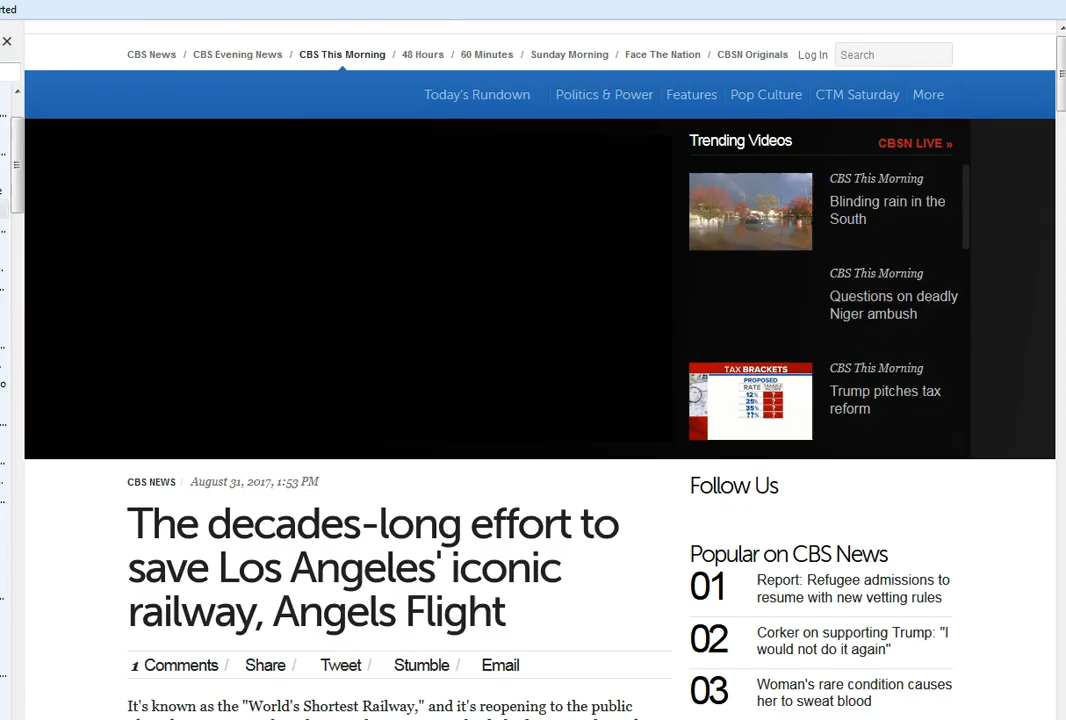 rted
CBS News / CBS Evening News / CBS This Morning / 48 Hours / 60 Minutes / Sunday Morning / Face The Nation / CBSN Originals Log In Search
Today's Rundown Politics & Power Features Pop Culture CTM Saturday More
Trending Videos CBSN LIVE »
CBS This Morning
Blinding rain in the
South
CBS This Morning
Questions on deadly
Niger ambush
TAX BRACKETS
PROPOSED
RATE
12% ?
25% ?
35% ?
??% ?
CBS This Morning
Trump pitches tax
reform
CBS NEWS / August 31, 2017, 1:53 PM
The decades-long effort to
save Los Angeles' iconic
railway, Angels Flight
1 Comments / Share / Tweet / Stumble / Email
It's known as the "World's Shortest Railway," and it's reopening to the public
Follow Us
Popular on CBS News
01 Report: Refugee admissions to
resume with new vetting rules
02 Corker on supporting Trump: "I
would not do it again"
03 Woman's rare condition causes
her to sweat blood